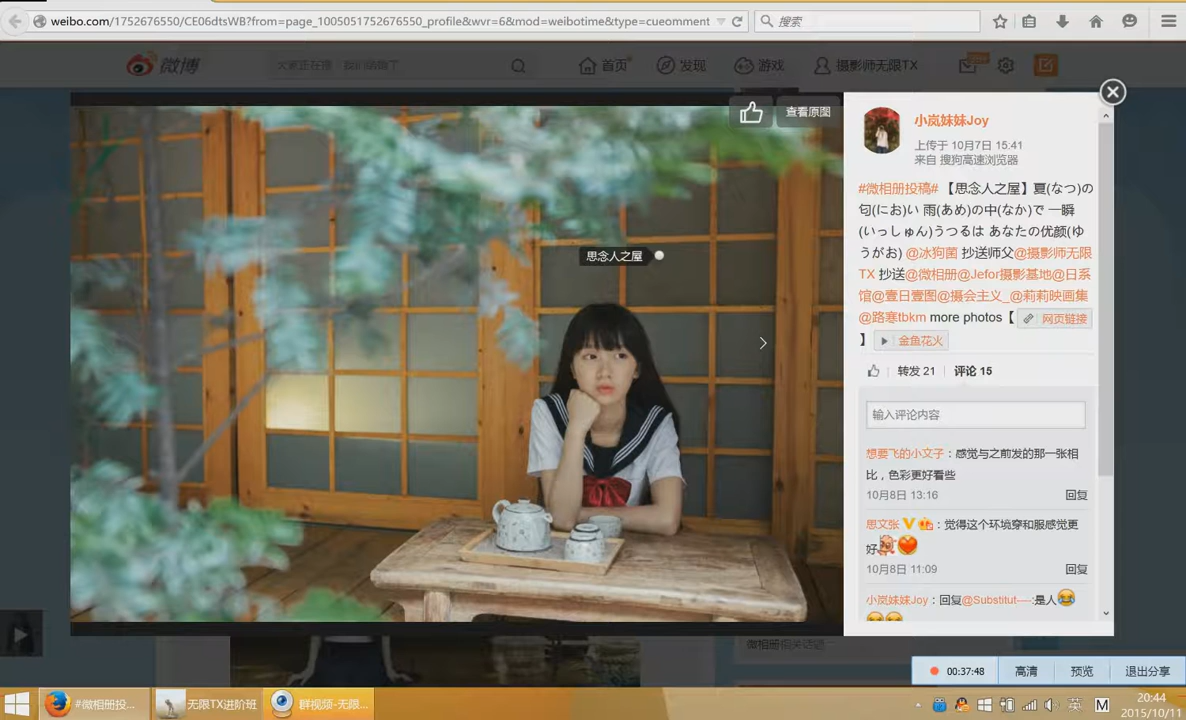 weibo.com/1752676550/CE06dtsWB?from=page_1005051752676550_profile&wvr=6&mod=weibotime&type=cueomment
搜索
微博
首页
发现
游戏
摄影师无限TX
查看原图
思念人之屋
小岚妹妹Joy
上传于 10月7日 15:41
来自 搜狗高速浏览器
#微相册投稿# 【思念人之屋】夏(なつ)の
匂(にお)い 雨(あめ)の中(なか)で 一瞬
(いっしゅん)うつるは あなたの优颜(ゆ
うがお) @冰狗菌 抄送师父@摄影师无限
TX 抄送@微相册@Jefor摄影基地@日系
馆@壹日壹图@摄会主义_@莉莉映画集
@路寒tbkm more photos【 网页链接
】 金鱼花火
转发 21 评论 15
输入评论内容
想要飞的小文子：感觉与之前发的那一张相
比，色彩更好看些
10月8日 13:16 回复
思文张 ：觉得这个环境穿和服感觉更
好
10月8日 11:09 回复
小岚妹妹Joy：回复@Substitut----:是人
微相册相关话题
00:37:48 高清 预览 退出分享
#微相册投...
无限TX进阶班
群视频-无限...
英
M
20:44
2015/10/11